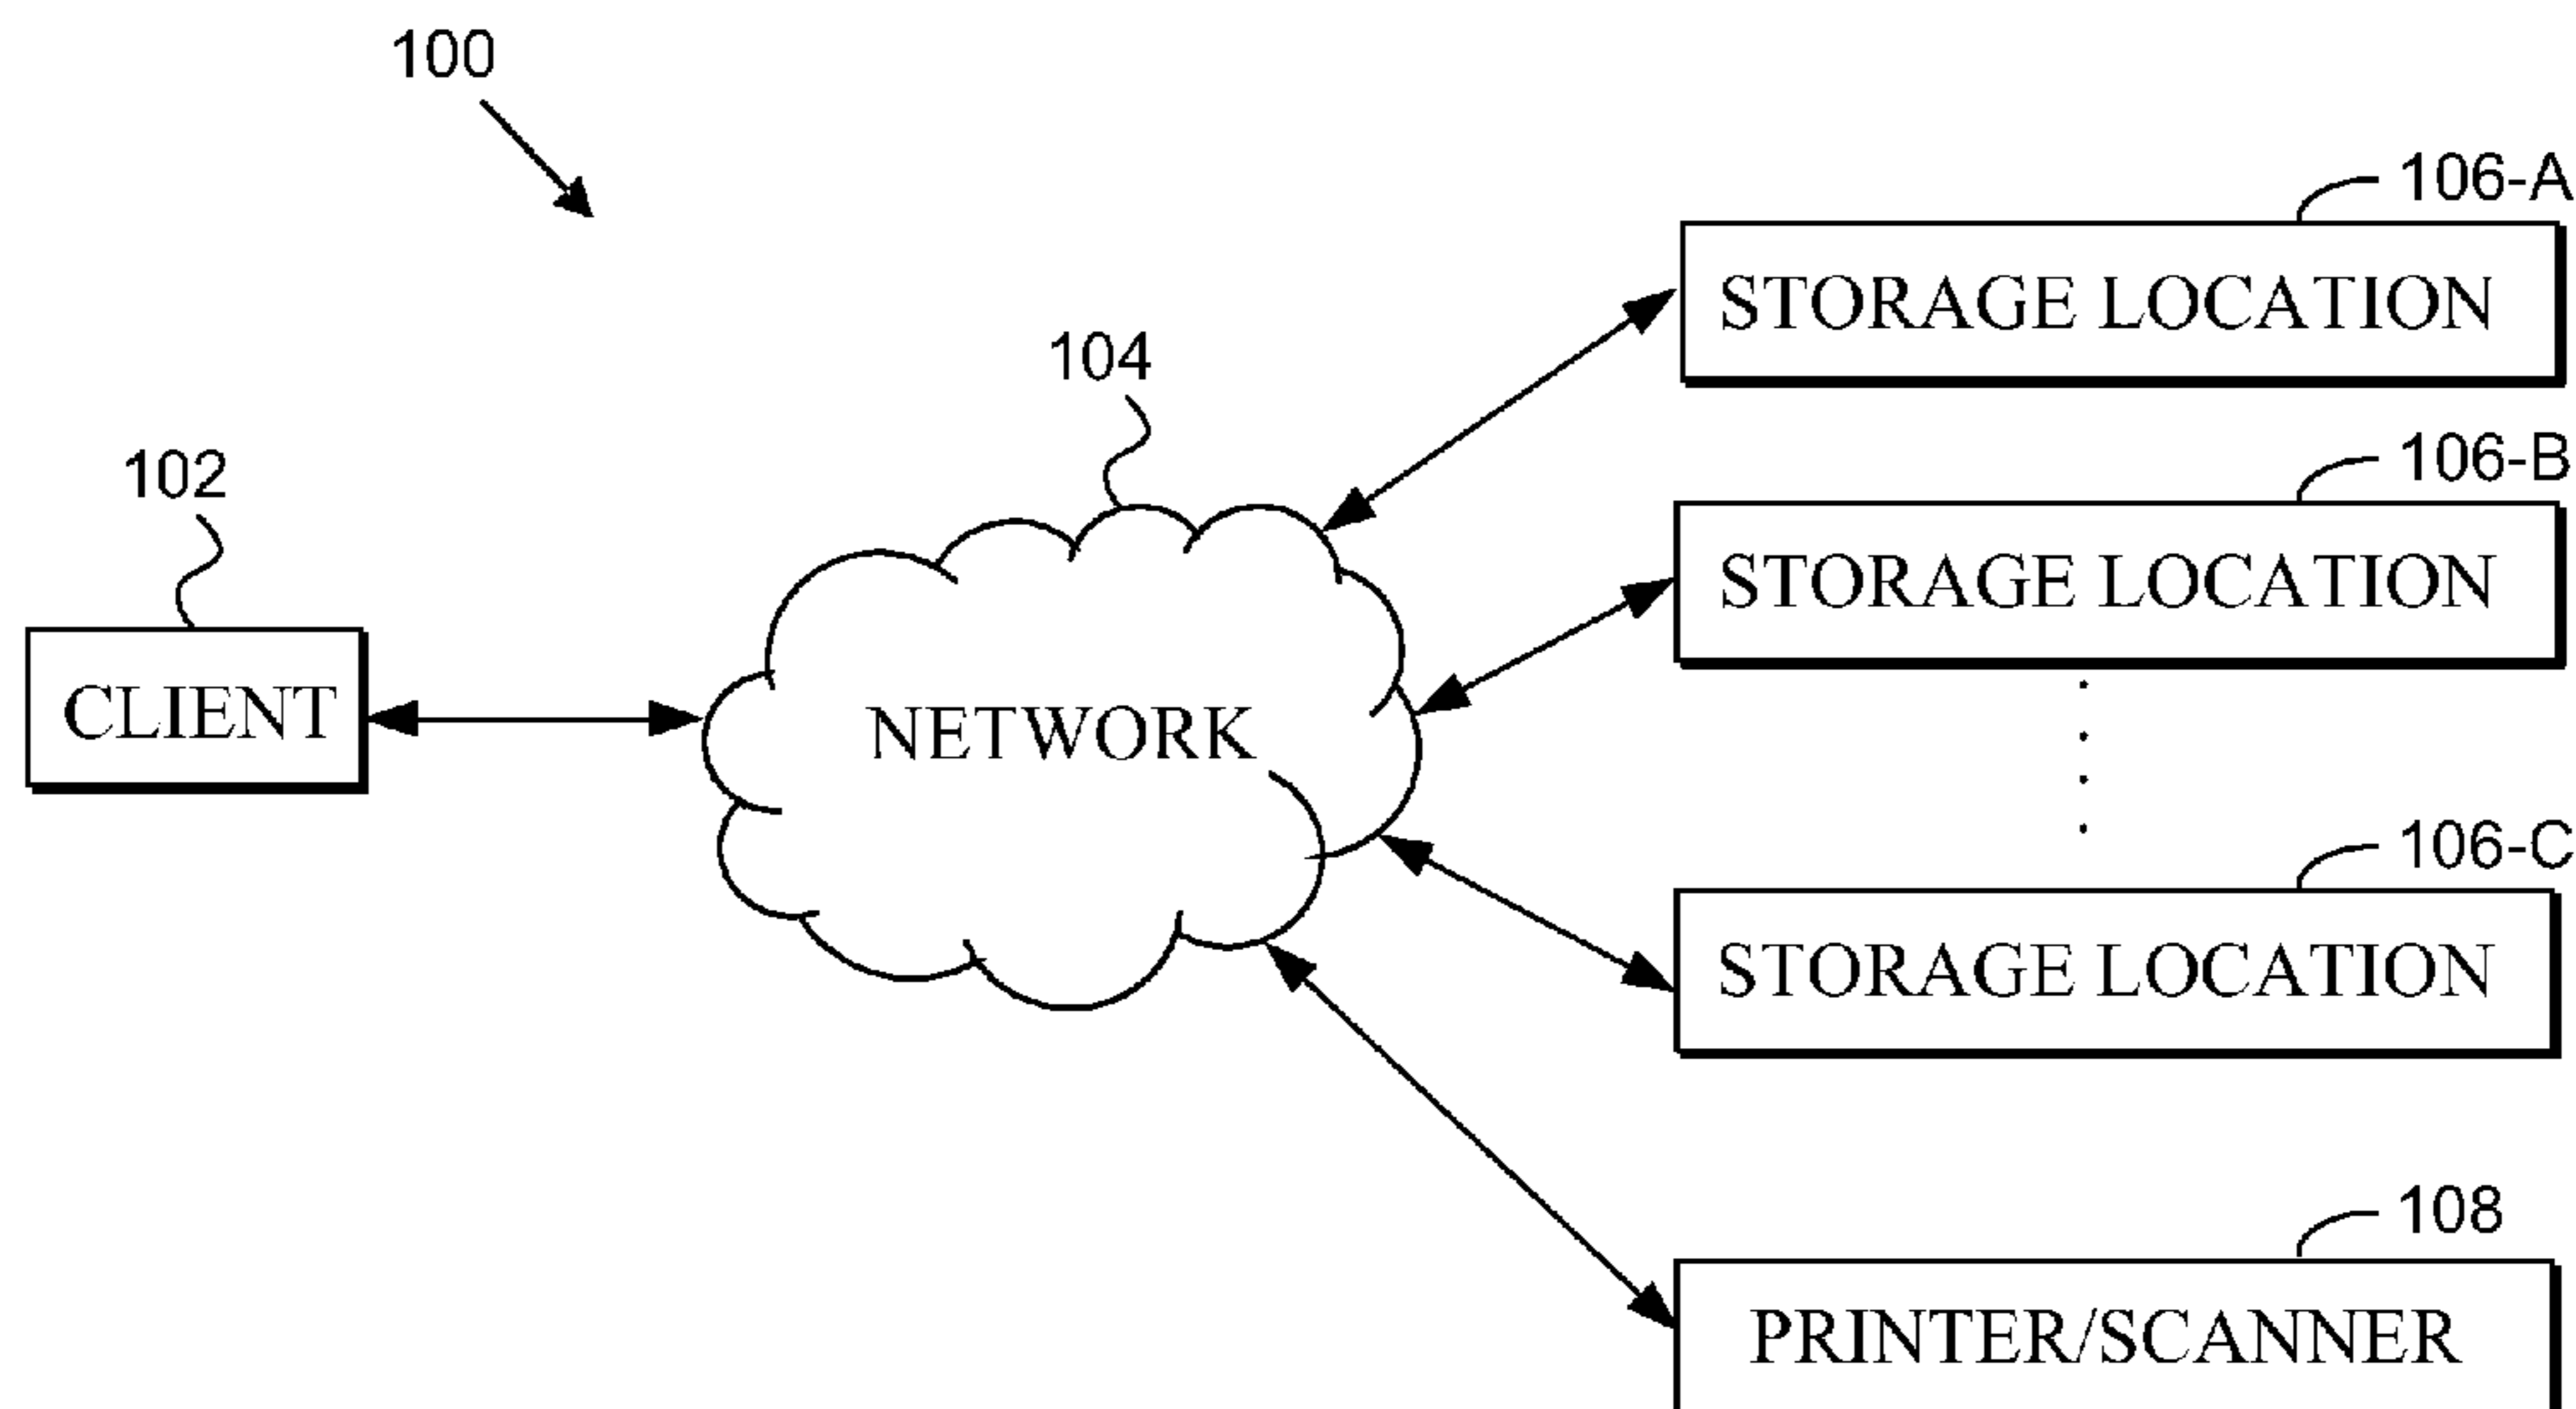 100
106-A
STORAGE LOCATION
104
106-B
102
STORAGE LOCATION
CLIENT
NETWORK
106-C
STORAGE LOCATION
108
PRINTER/SCANNER